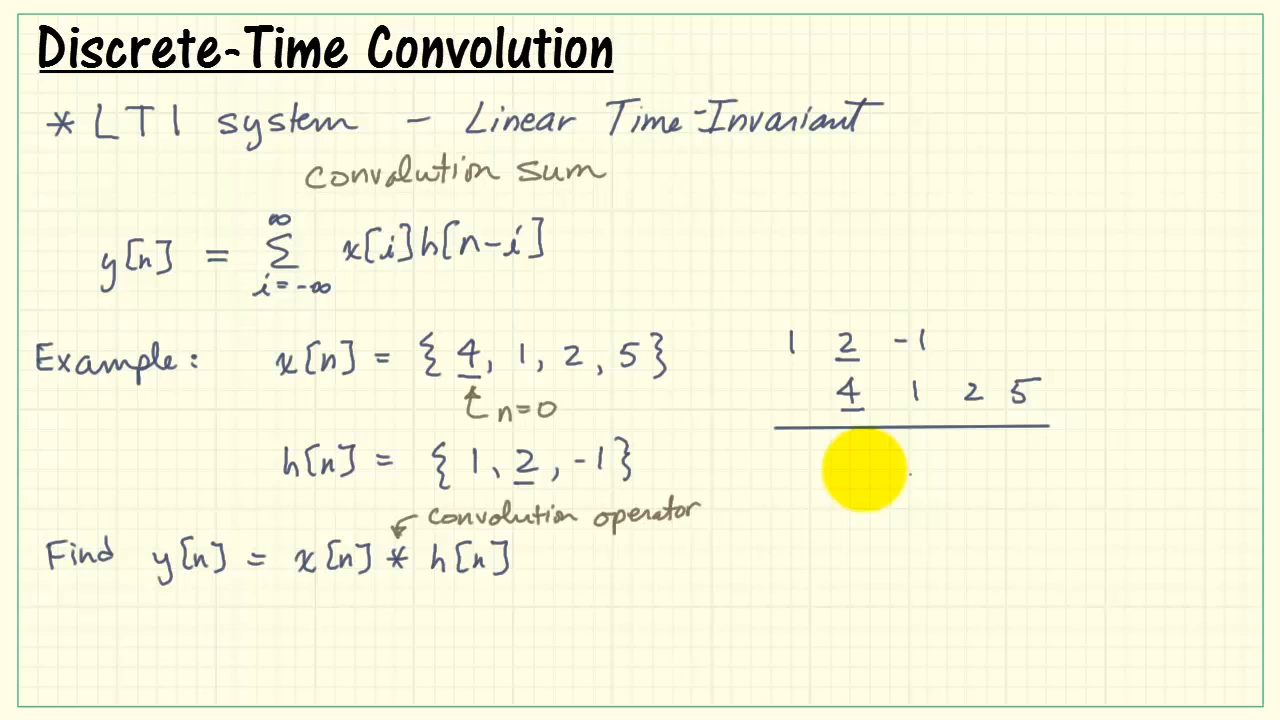 Discrete-Time Convolution
* LTI system - Linear Time-Invariant
convolution sum
∞
y[n] = Σ x[i]h[n-i]
i=-∞
Example: x[n] = { 4, 1, 2, 5 }
n=0
h[n] = { 1, 2, -1 }
convolution operator
Find y[n] = x[n] * h[n]
1 2 -1
4 1 2 5